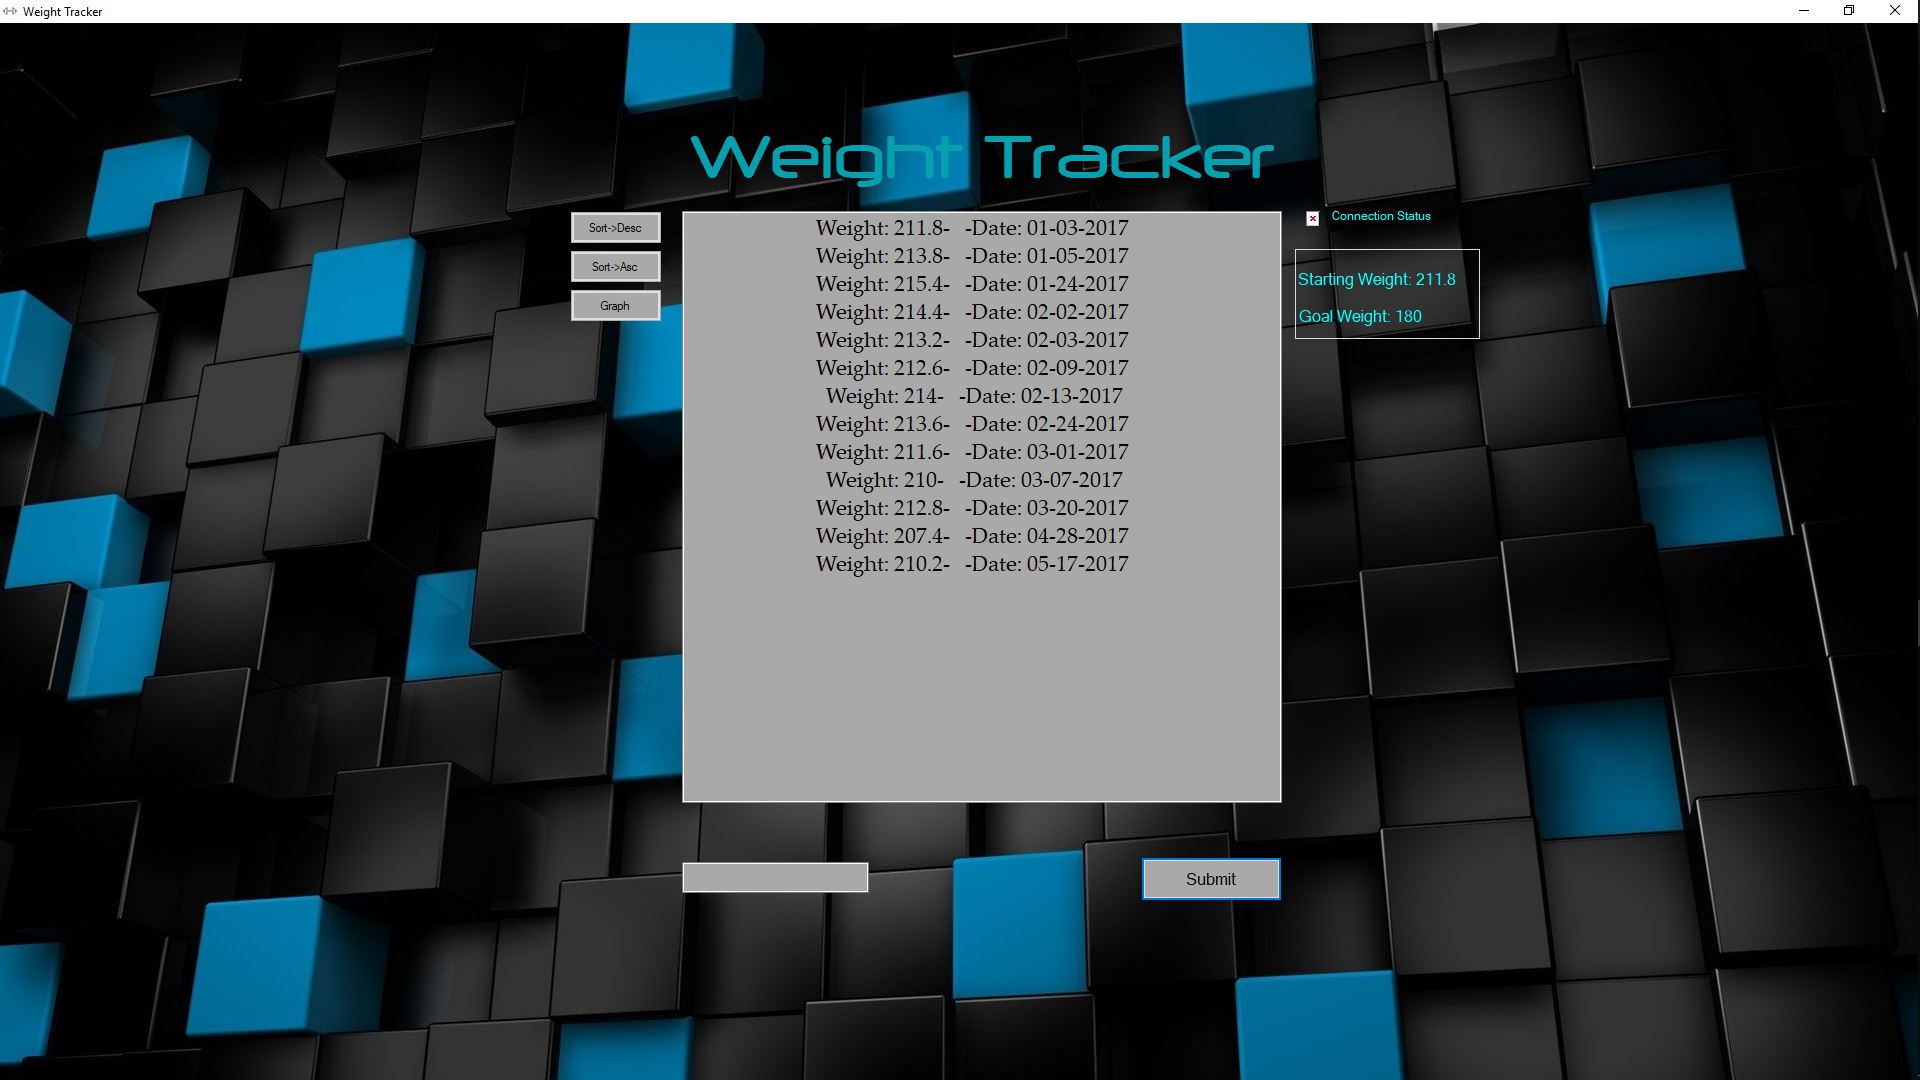 Weight Tracker
Weight Tracker
Sort->Desc
Sort->Asc
Graph
Weight: 211.8-   -Date: 01-03-2017
Weight: 213.8-   -Date: 01-05-2017
Weight: 215.4-   -Date: 01-24-2017
Weight: 214.4-   -Date: 02-02-2017
Weight: 213.2-   -Date: 02-03-2017
Weight: 212.6-   -Date: 02-09-2017
Weight: 214-   -Date: 02-13-2017
Weight: 213.6-   -Date: 02-24-2017
Weight: 211.6-   -Date: 03-01-2017
Weight: 210-   -Date: 03-07-2017
Weight: 212.8-   -Date: 03-20-2017
Weight: 207.4-   -Date: 04-28-2017
Weight: 210.2-   -Date: 05-17-2017
Connection Status
Starting Weight: 211.8
Goal Weight: 180
Submit